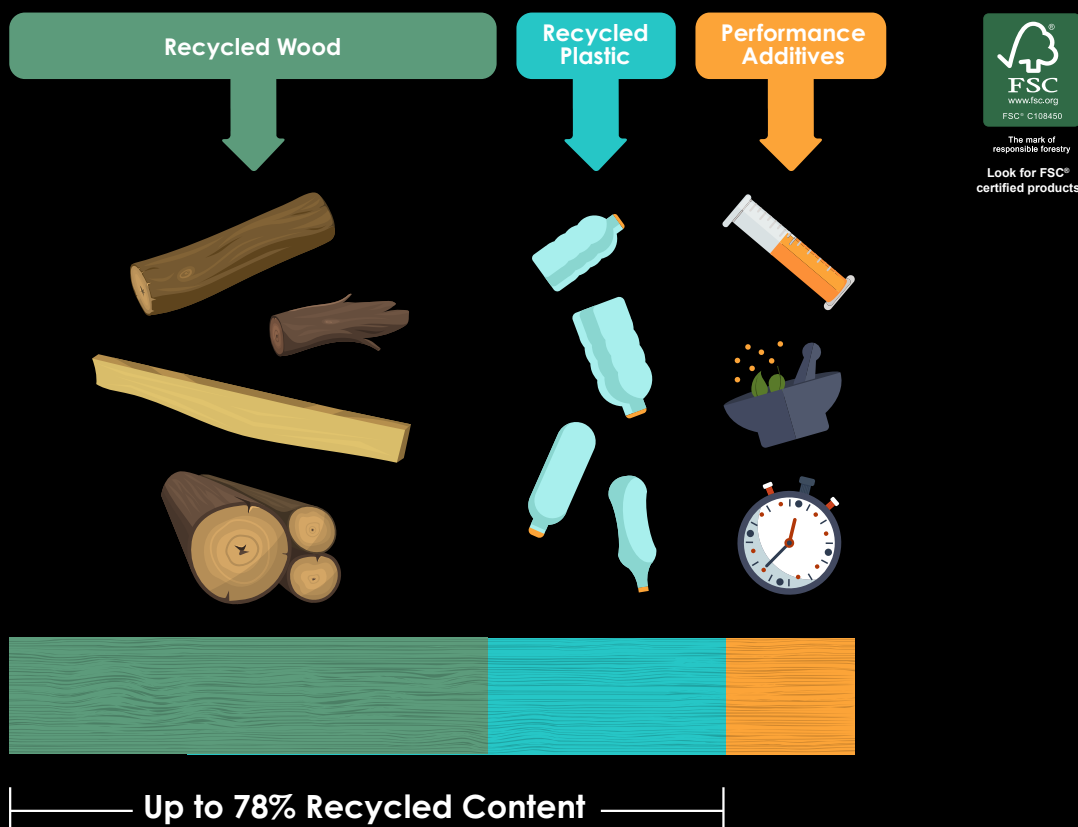 Recycled Wood
Recycled
Plastic
Performance
Additives
®
FSC
www.fsc.org
FSC® C108450
The mark of
responsible forestry
Look for FSC®
certified products
Up to 78% Recycled Content